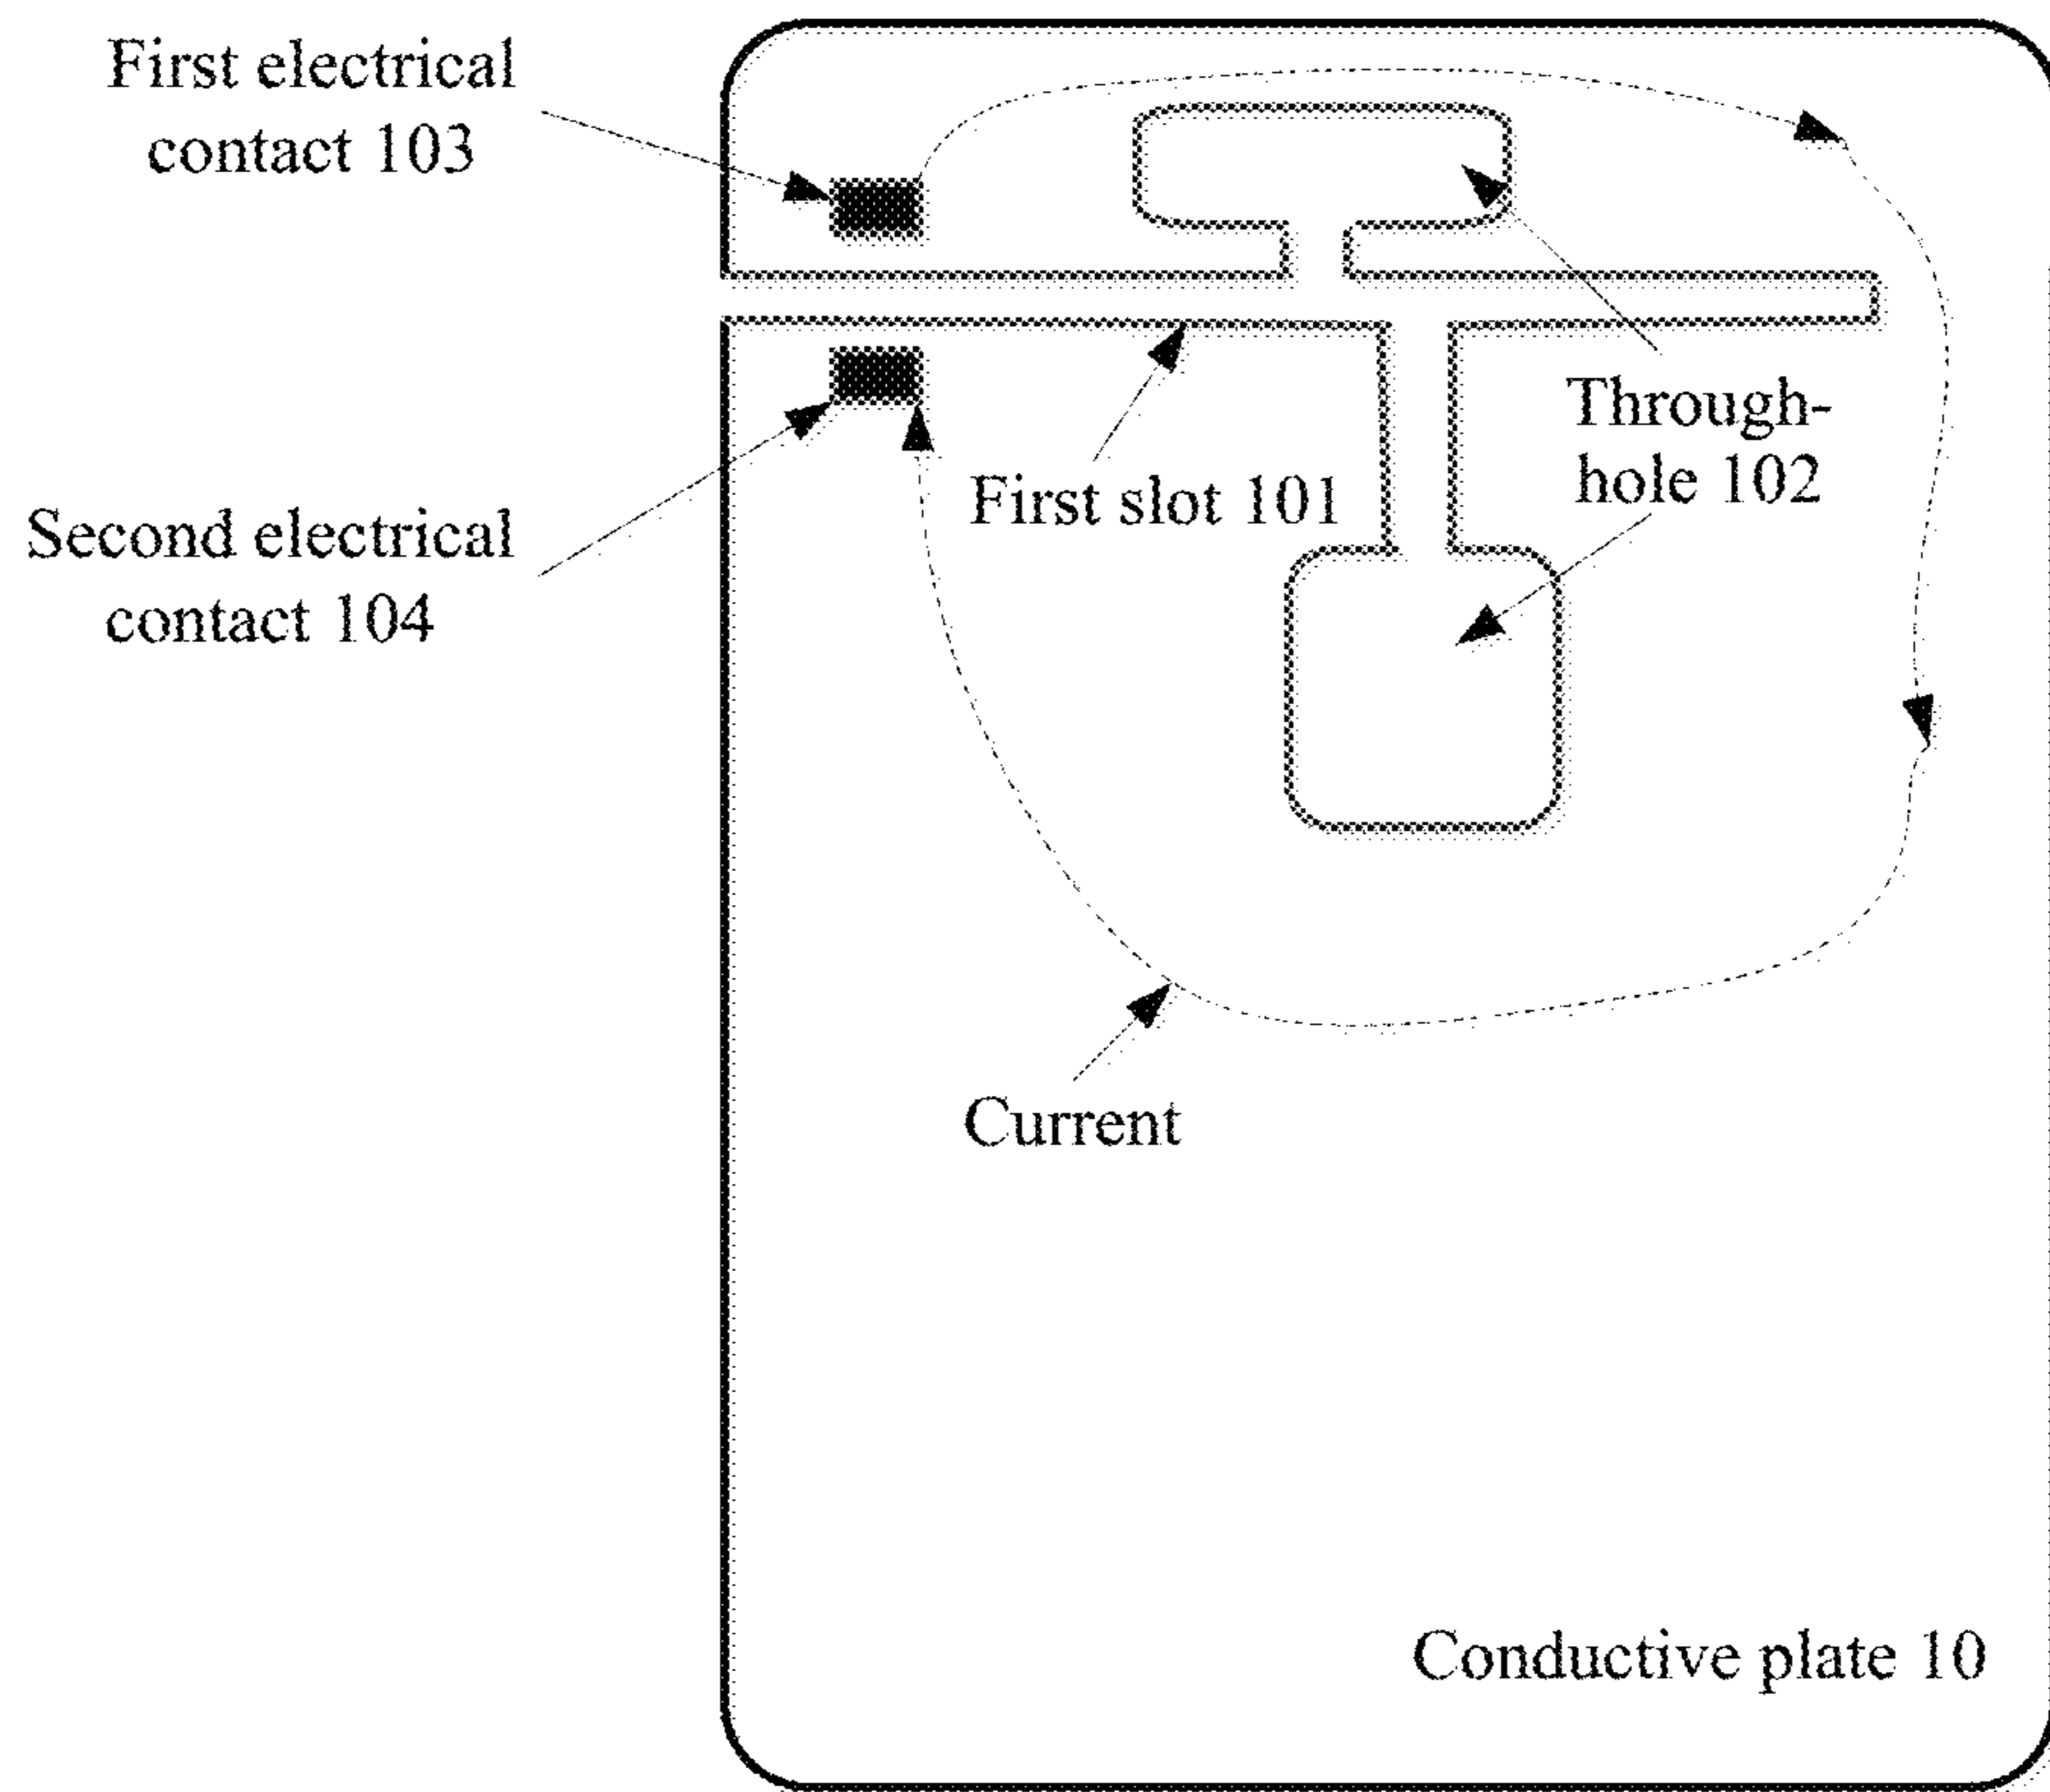 First electrical
contact 103
Through-
hole 102
First slot 101
Second electrical
contact 104
Current
Conductive plate 10